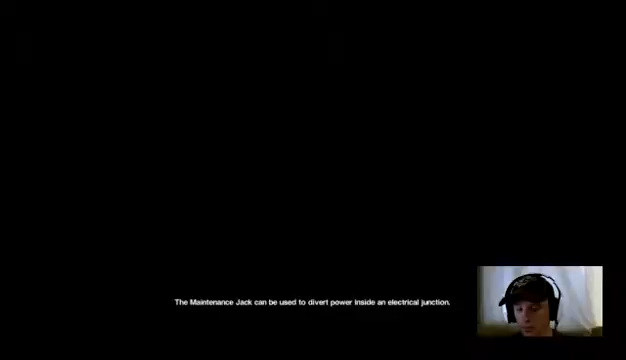 The Maintenance Jack can be used to divert power inside an electrical junction.